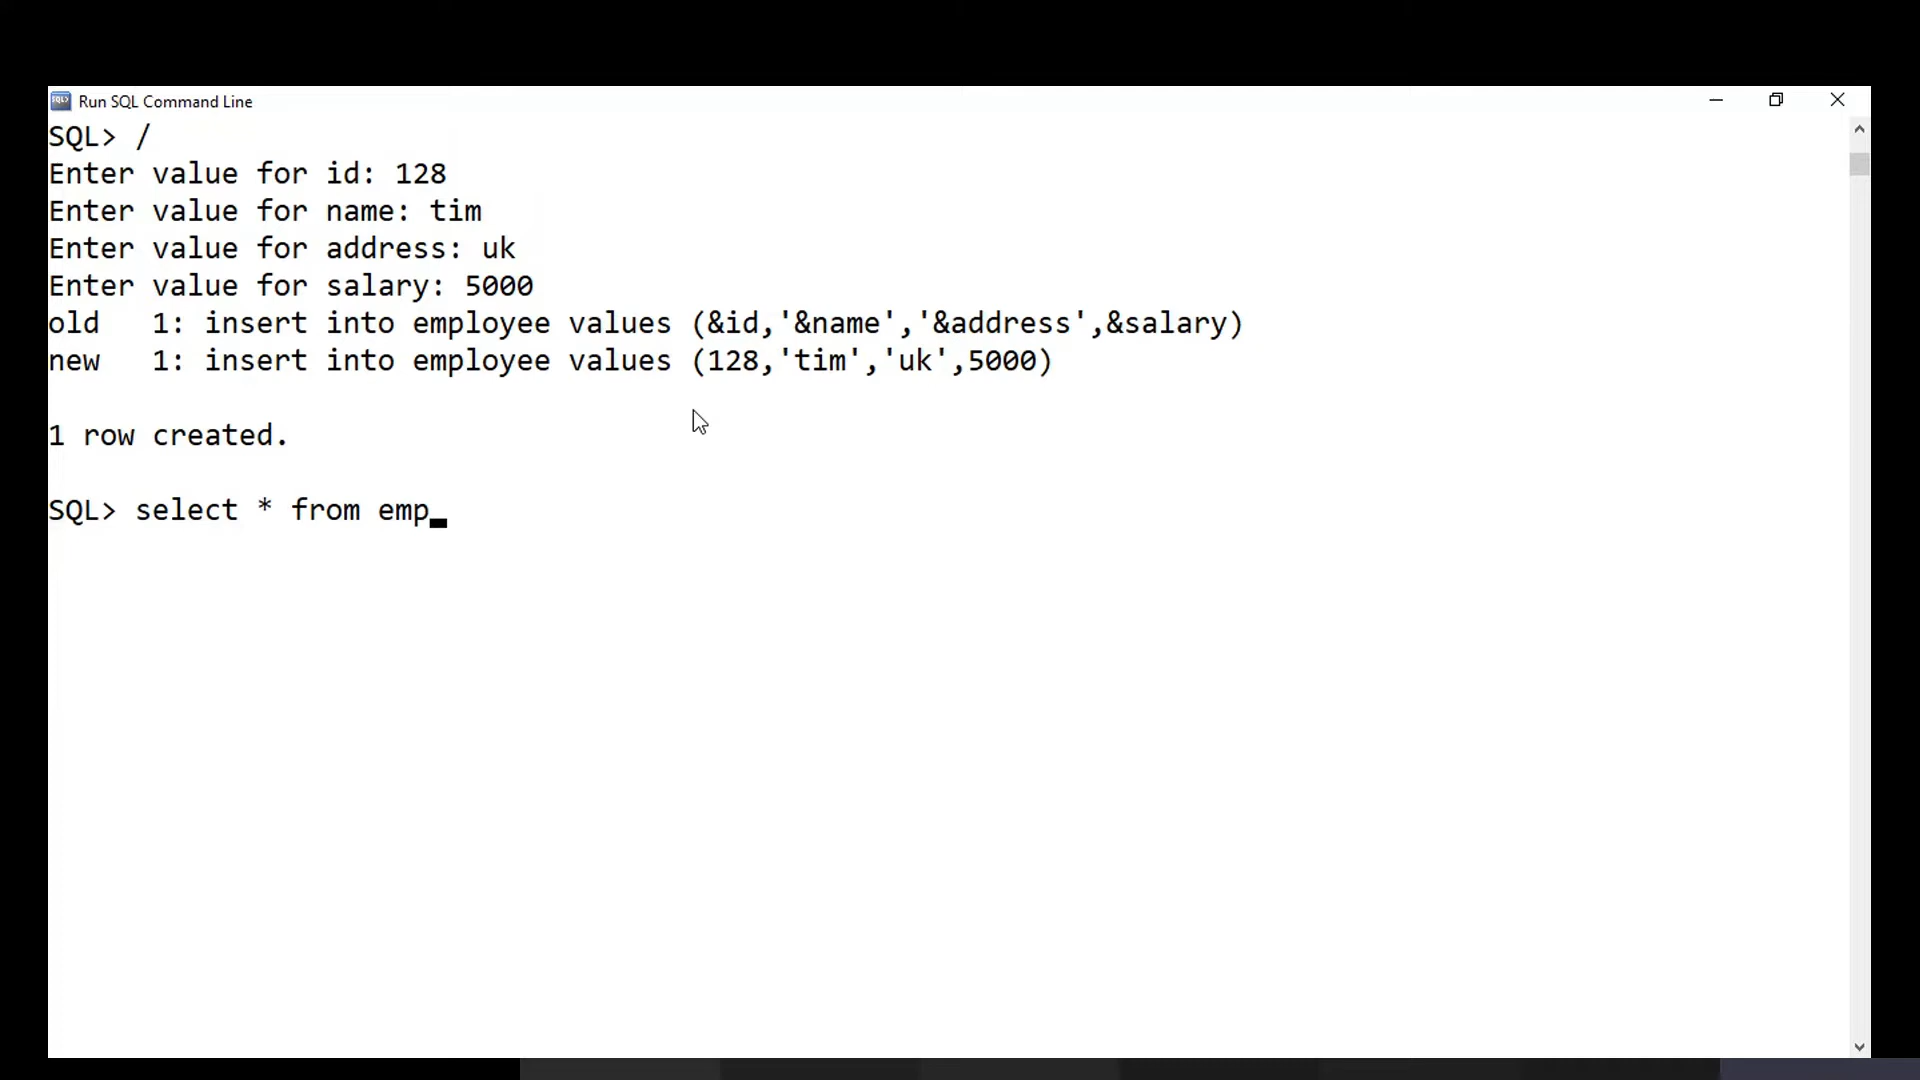 Run SQL Command Line
SQL> /
Enter value for id: 128
Enter value for name: tim
Enter value for address: uk
Enter value for salary: 5000
old   1: insert into employee values (&id,'&name','&address',&salary)
new   1: insert into employee values (128,'tim','uk',5000)
1 row created.
SQL> select * from emp